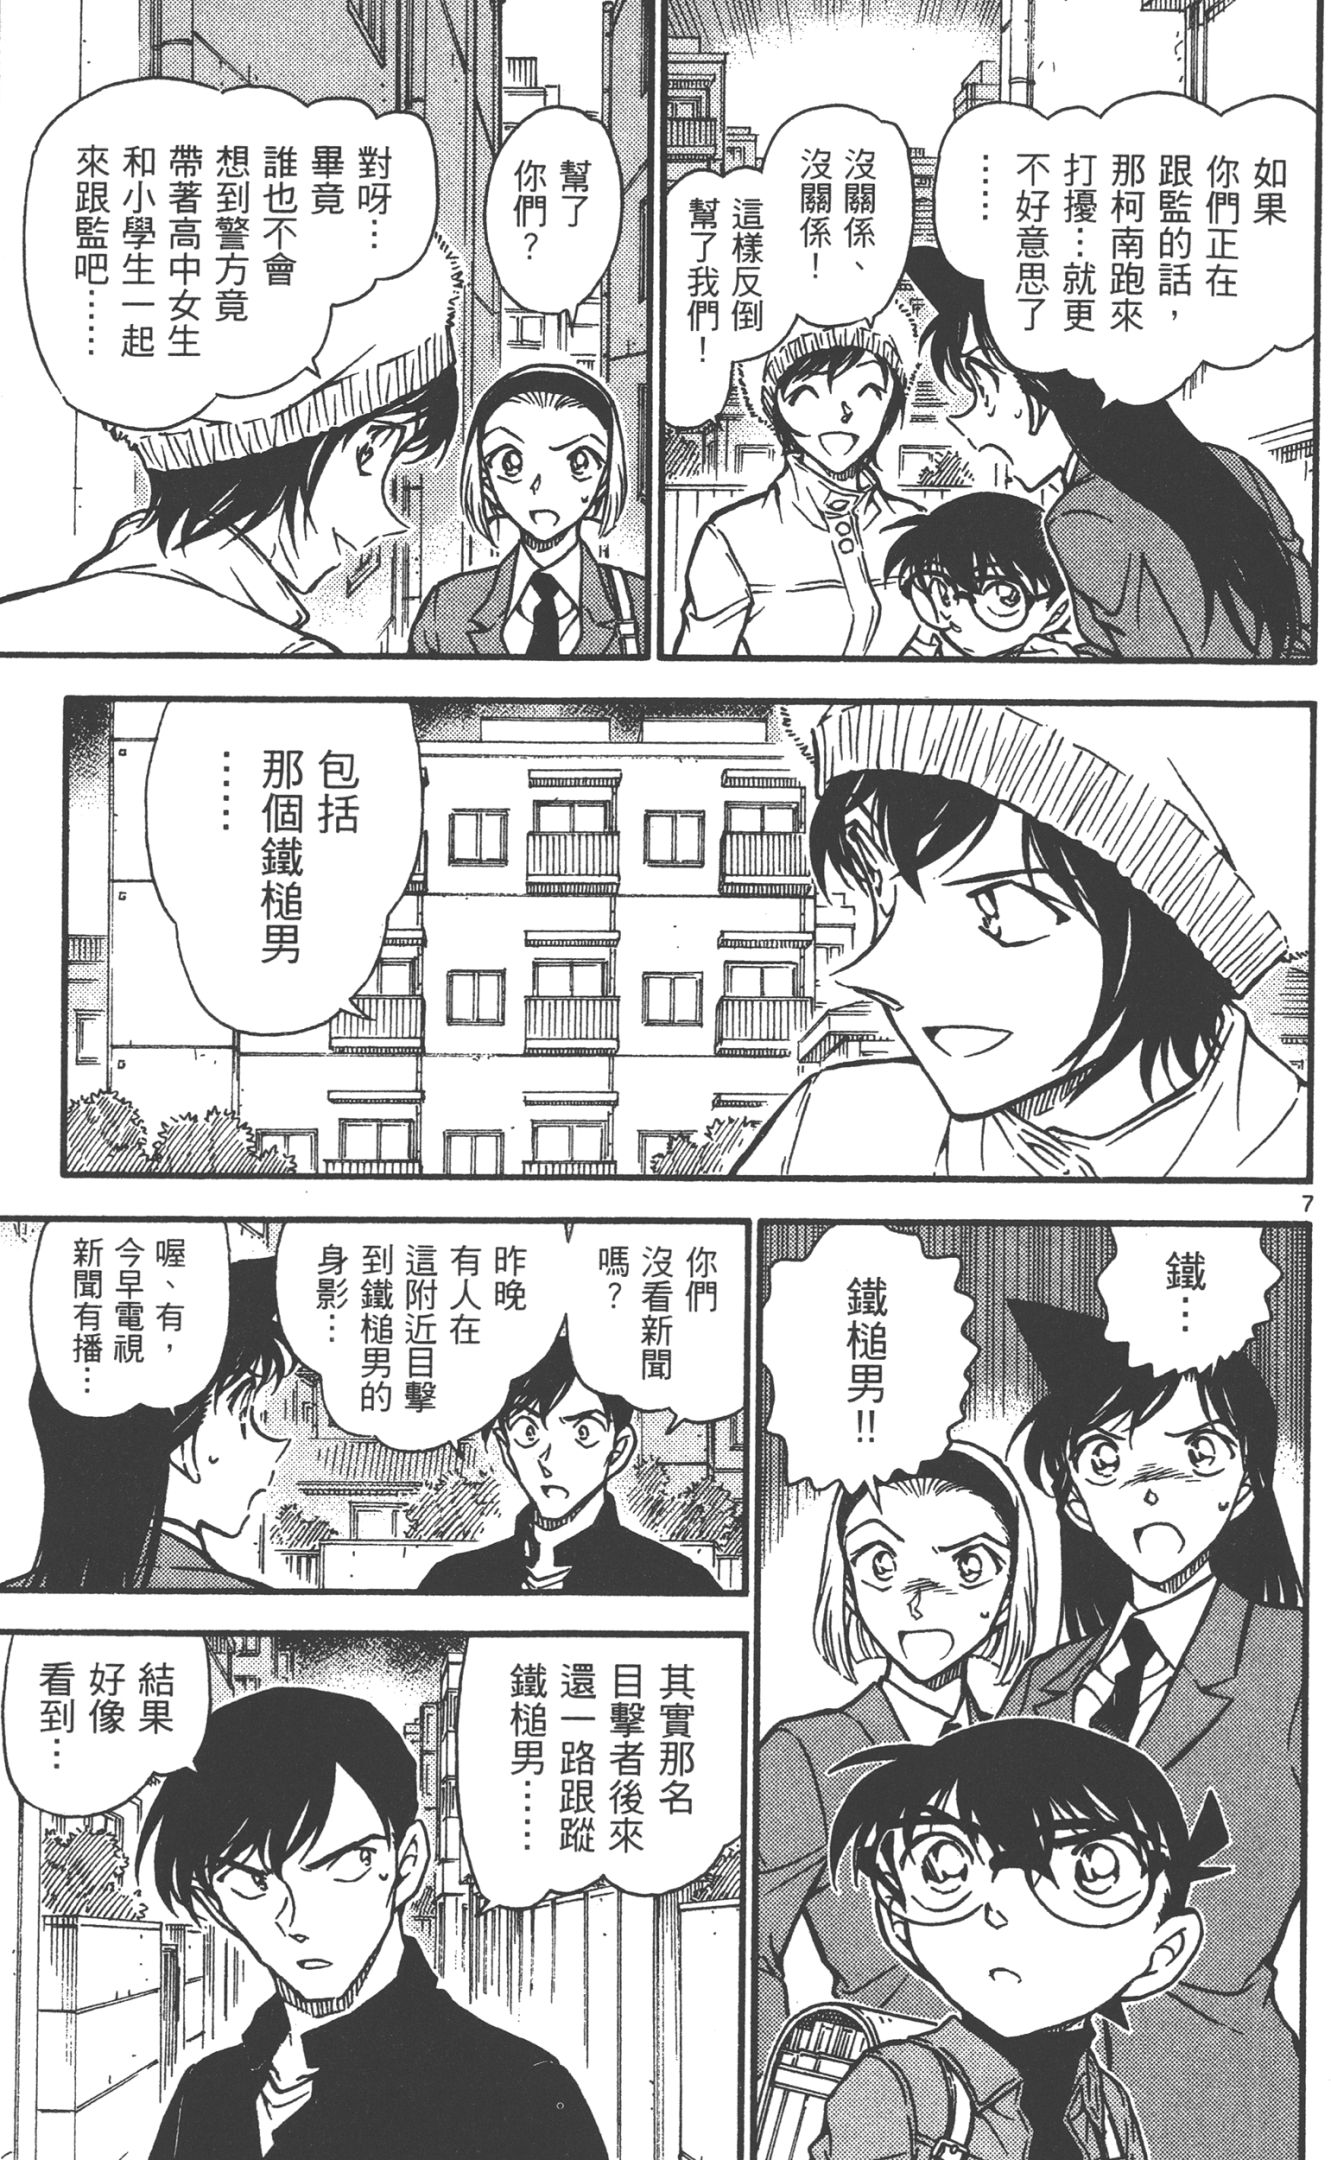 如果
你們正在
跟監的話，
那柯南跑來
打擾…就更
不好意思了
……
沒關係、
沒關係！
這樣反倒
幫了我們！
幫了
你們？
對呀…
畢竟
誰也不會
想到警方竟
帶著高中女生
和小學生一起
來跟監吧……
包括
那個鐵槌男
……
7
鐵…
鐵槌男!!
你們
沒看新聞
嗎？
昨晚
有人在
這附近目擊
到鐵槌男的
身影…
喔、有，
今早電視
新聞有播…
其實那名
目擊者後來
還一路跟蹤
鐵槌男……
結果
好像
看到…